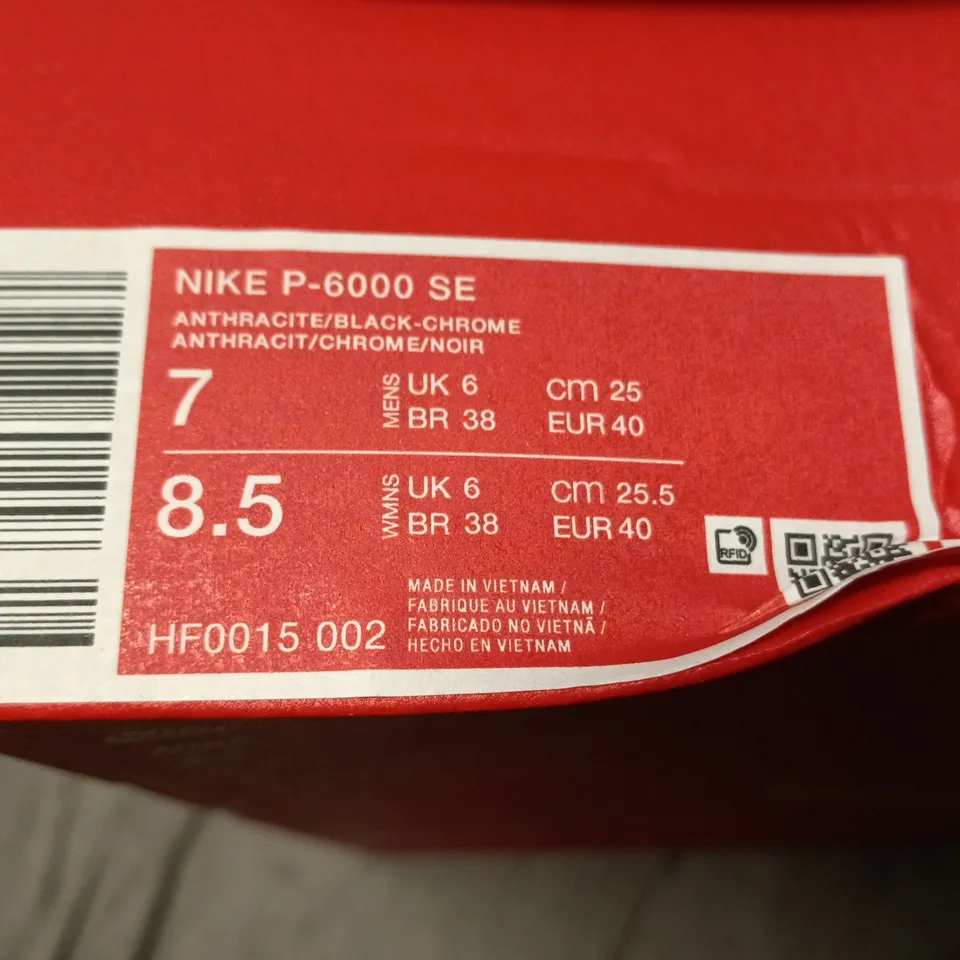 NIKE P-6000 SE
ANTHRACITE/BLACK-CHROME
ANTHRACIT/CHROME/NOIR
7 MENS UK 6 cm 25
BR 38 EUR 40
8.5 WMNS UK 6 cm 25.5
BR 38 EUR 40
RFID
MADE IN VIETNAM /
FABRIQUE AU VIETNAM /
FABRICADO NO VIETNÃ /
HECHO EN VIETNAM
HF0015 002